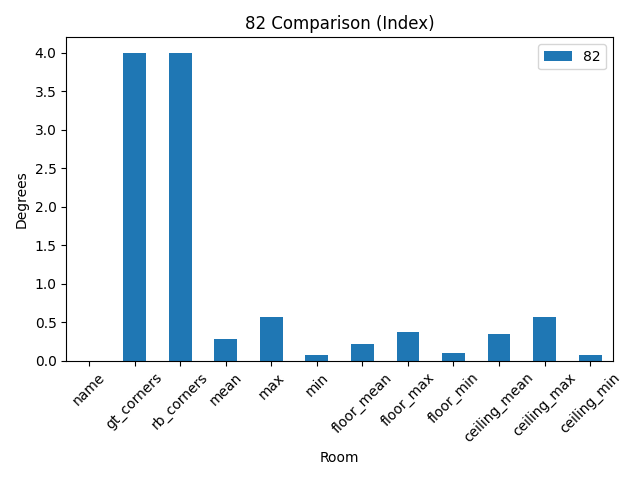 82 Comparison (Index)
82
Degrees
4.0
3.5
3.0
2.5
2.0
1.5
1.0
0.5
0.0
name
gt_corners
rb_corners
mean
max
min
floor_mean
floor_max
floor_min
ceiling_mean
ceiling_max
ceiling_min
Room